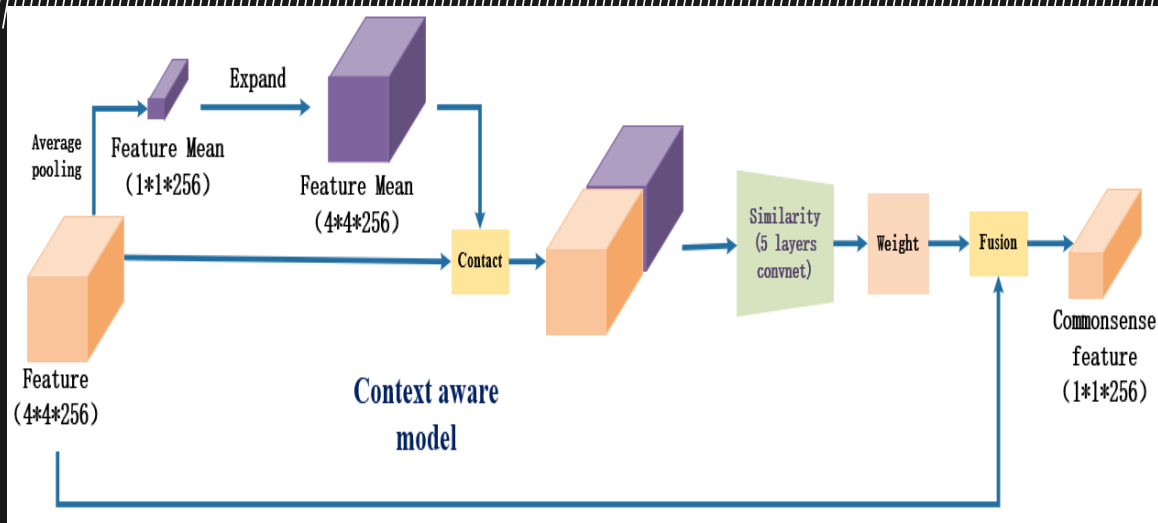 Average
pooling
Expand
Feature Mean
(1*1*256)
Feature Mean
(4*4*256)
Contact
Similarity
(5 layers
convnet)
Weight
Fusion
Feature
(4*4*256)
Context aware
model
Commonsense
feature
(1*1*256)